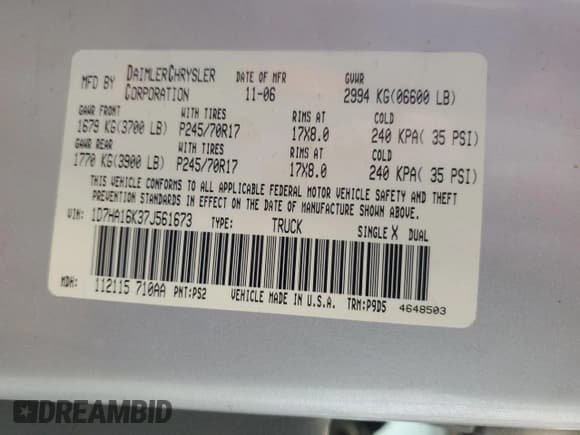 MFD BY DAIMLERCHRYSLER CORPORATION DATE OF MFR 11-06 GVWR 2994 KG(06600 LB)
GAWR FRONT WITH TIRES RIMS AT COLD
1679 KG(3700 LB) P245/70R17 17X8.0 240 KPA( 35 PSI)
GAWR REAR WITH TIRES RIMS AT COLD
1770 KG(3900 LB) P245/70R17 17X8.0 240 KPA( 35 PSI)
THIS VEHICLE CONFORMS TO ALL APPLICABLE FEDERAL MOTOR VEHICLE SAFETY AND THEFT
PREVENTION STANDARDS IN EFFECT ON THE DATE OF MANUFACTURE SHOWN ABOVE.
VIN: 1D7HA16K37J561673 TYPE: TRUCK SINGLE X DUAL
MDH: 112115 710AA PNT:PS2 VEHICLE MADE IN U.S.A. TRM:P9D5 4648503
DREAMBID